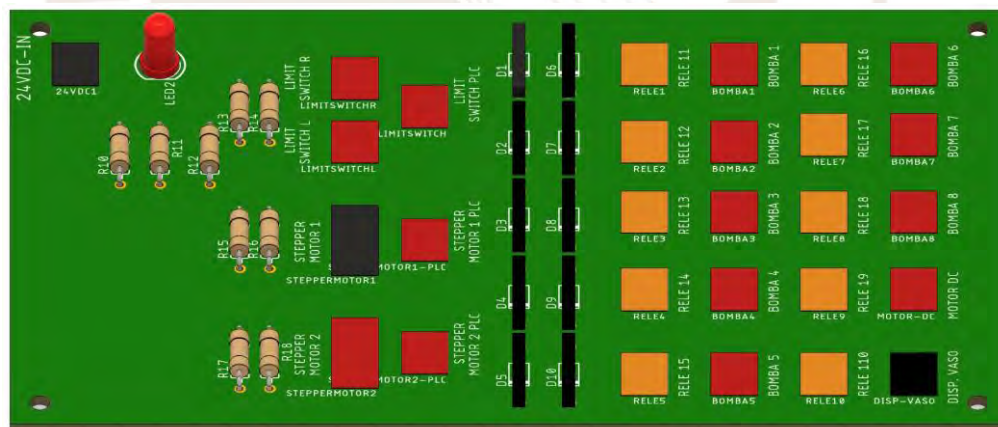 24VDC-IN
24VDC1
LED2
R10
R11
R12
R13
R14
LIMIT
SWITCH R
LIMITSWITCHR
LIMIT
SWITCH L
LIMITSWITCHL
LIMIT
SWITCH PLC
LIMITSWITCH
R15
R16
STEPPER
MOTOR 1
STEPPERMOTOR1
MOTOR1-PLC
STEPPER
MOTOR 1 PLC
R17
R18
STEPPER
MOTOR 2
STEPPERMOTOR2
MOTOR2-PLC
STEPPER
MOTOR 2 PLC
D1
D2
D3
D4
D5
D6
D7
D8
D9
D10
RELE1
RELE 11
BOMBA1
BOMBA 1
RELE6
RELE 16
BOMBA6
BOMBA 6
RELE2
RELE 12
BOMBA2
BOMBA 2
RELE7
RELE 17
BOMBA7
BOMBA 7
RELE3
RELE 13
BOMBA3
BOMBA 3
RELE8
RELE 18
BOMBA8
BOMBA 8
RELE4
RELE 14
BOMBA4
BOMBA 4
RELE9
RELE 19
MOTOR-DC
MOTOR DC
RELE5
RELE 15
BOMBA5
BOMBA 5
RELE10
RELE 110
DISP-VASO
DISP. VASO